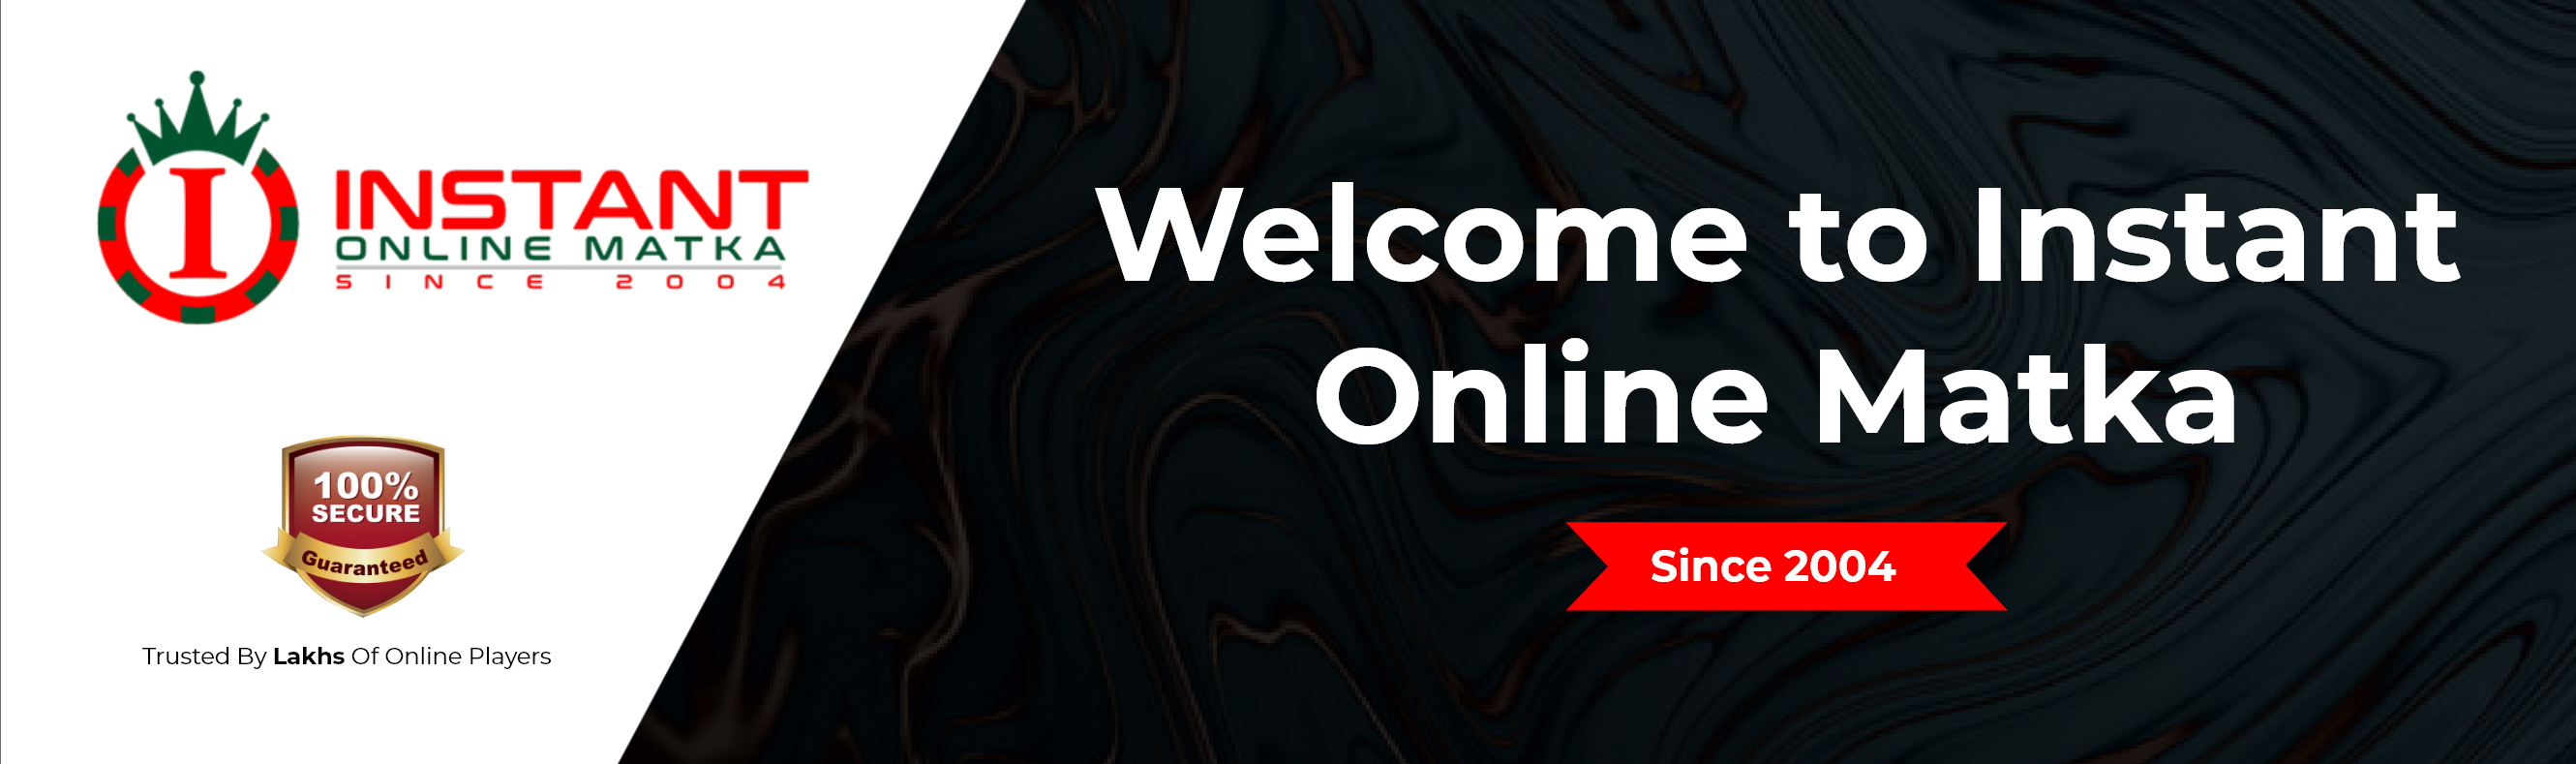 I
INSTANT
ONLINE MATKA
SINCE 2004
100%
SECURE
Guaranteed
Trusted By Lakhs Of Online Players
Welcome to Instant
Online Matka
Since 2004